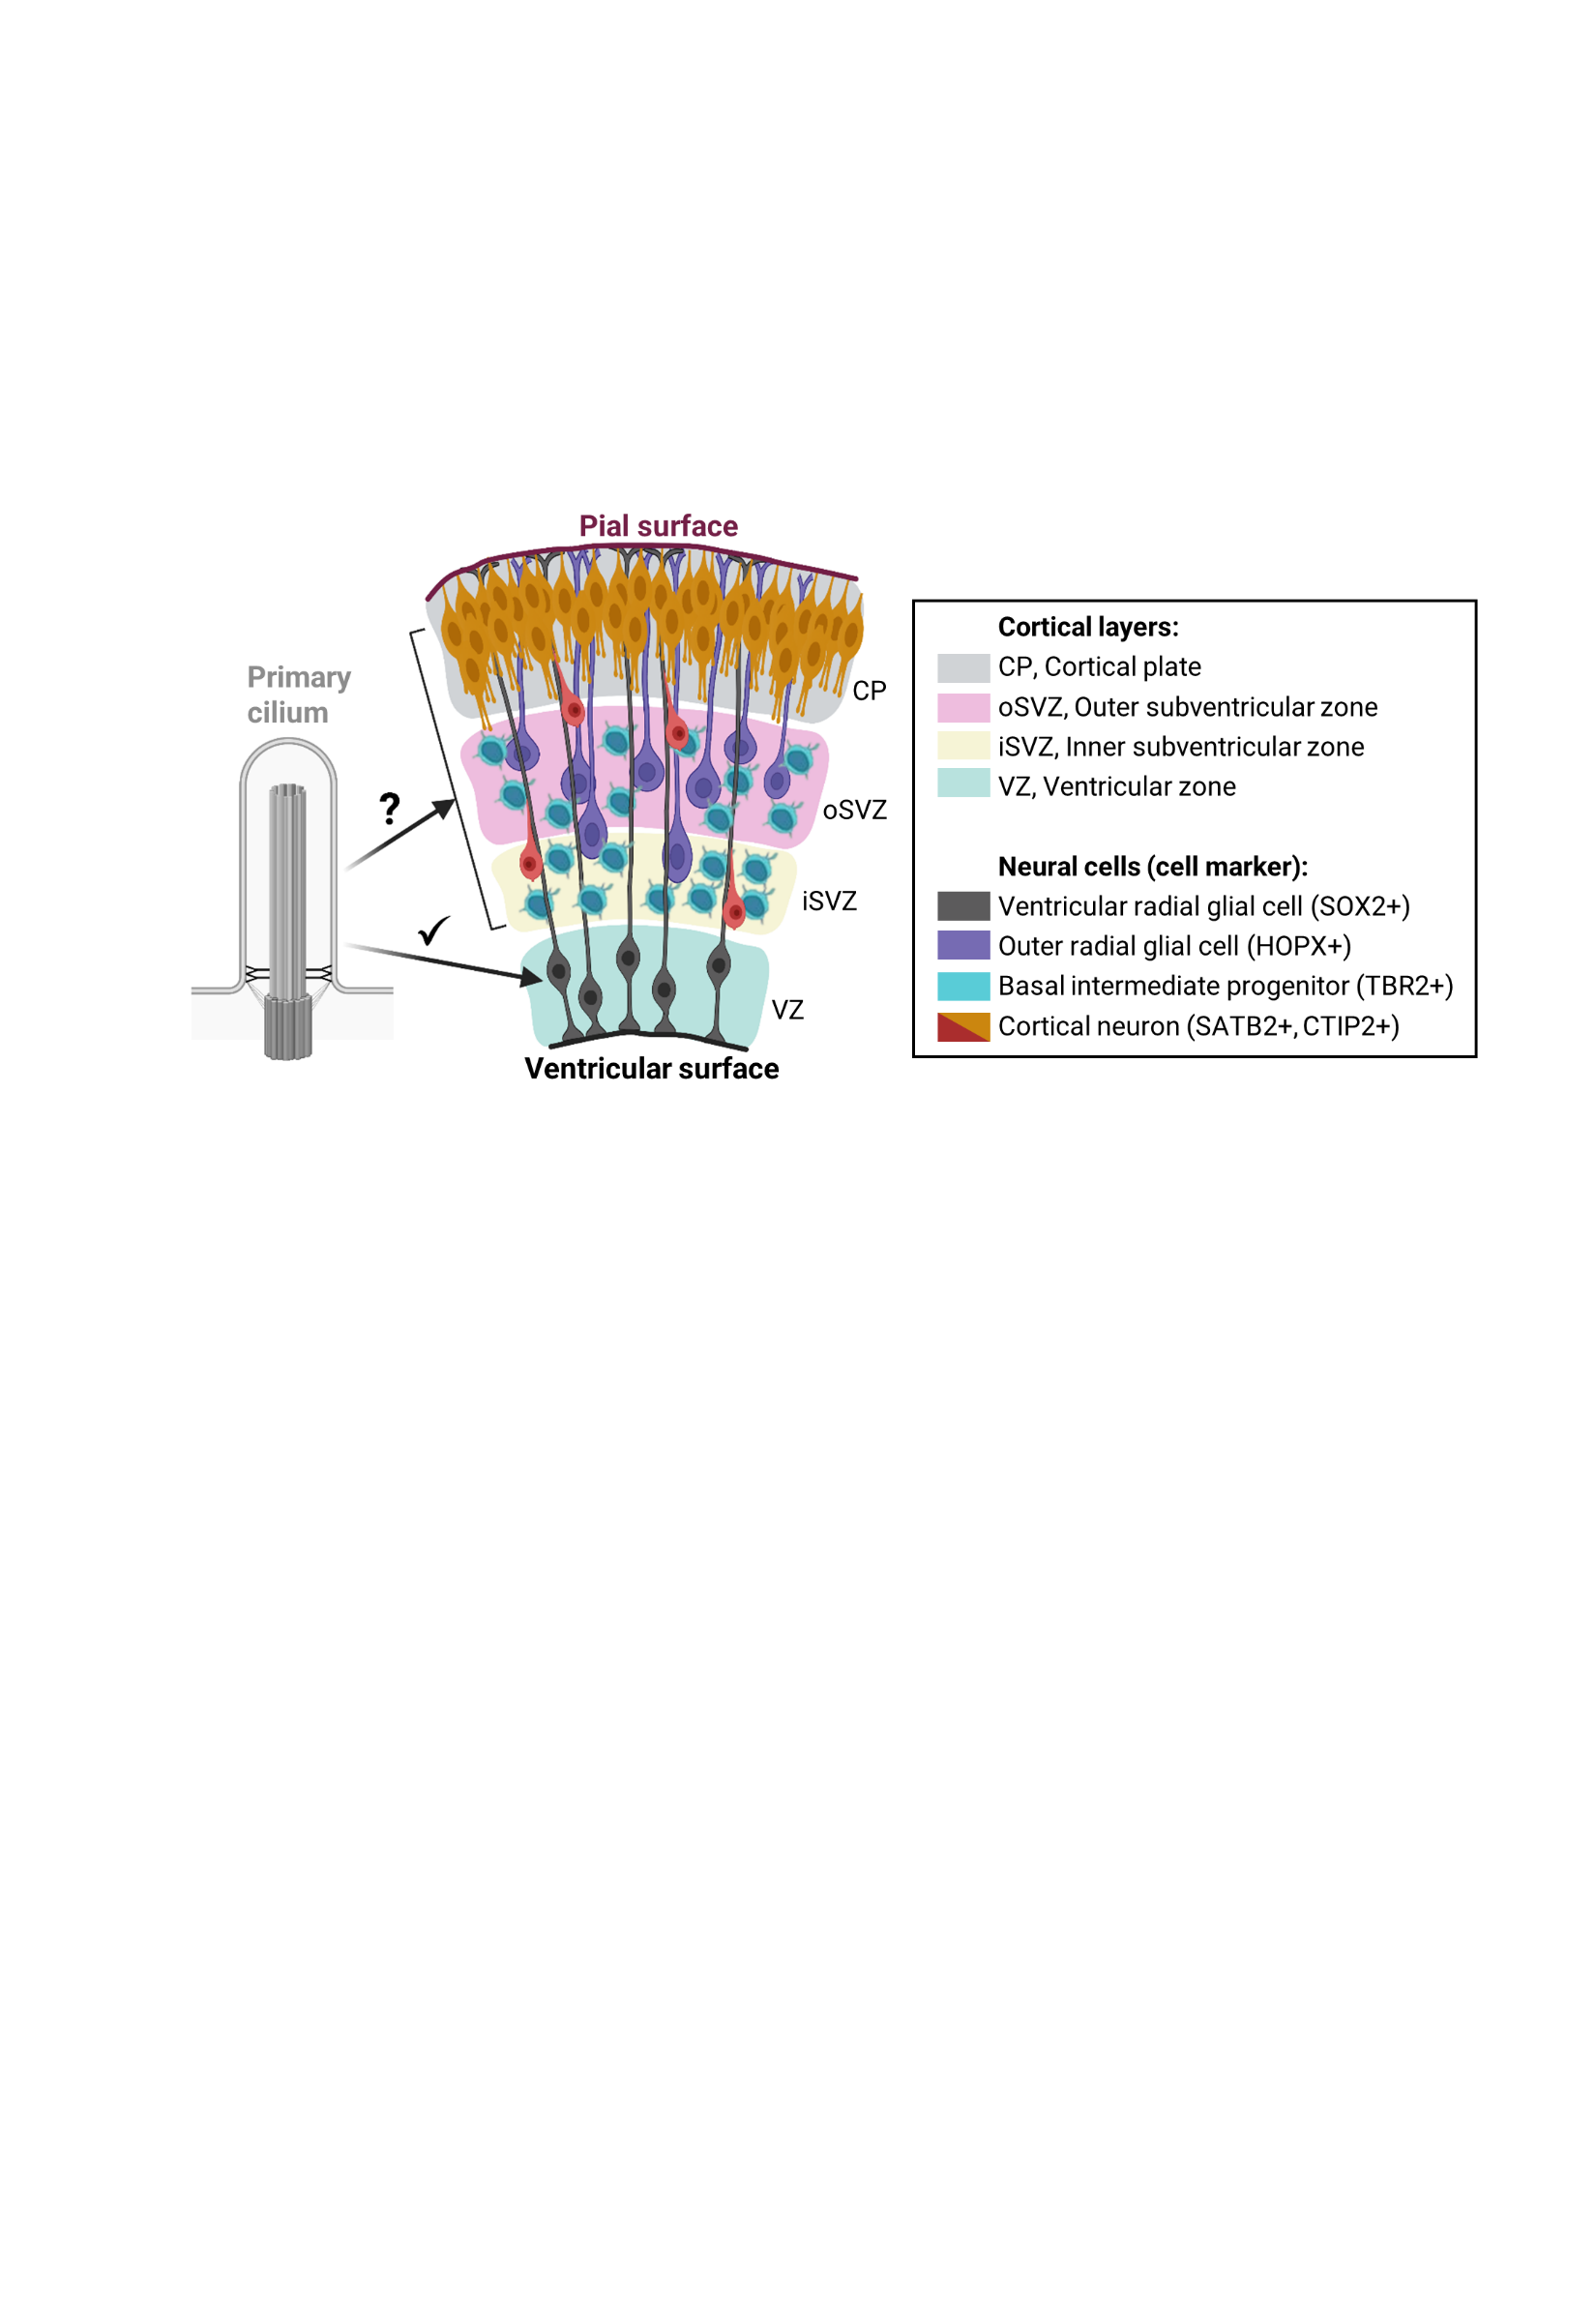 Pial surface
Primary
cilium
?
✓
CP
oSVZ
iSVZ
VZ
Ventricular surface
Cortical layers:
CP, Cortical plate
oSVZ, Outer subventricular zone
iSVZ, Inner subventricular zone
VZ, Ventricular zone
Neural cells (cell marker):
Ventricular radial glial cell (SOX2+)
Outer radial glial cell (HOPX+)
Basal intermediate progenitor (TBR2+)
Cortical neuron (SATB2+, CTIP2+)